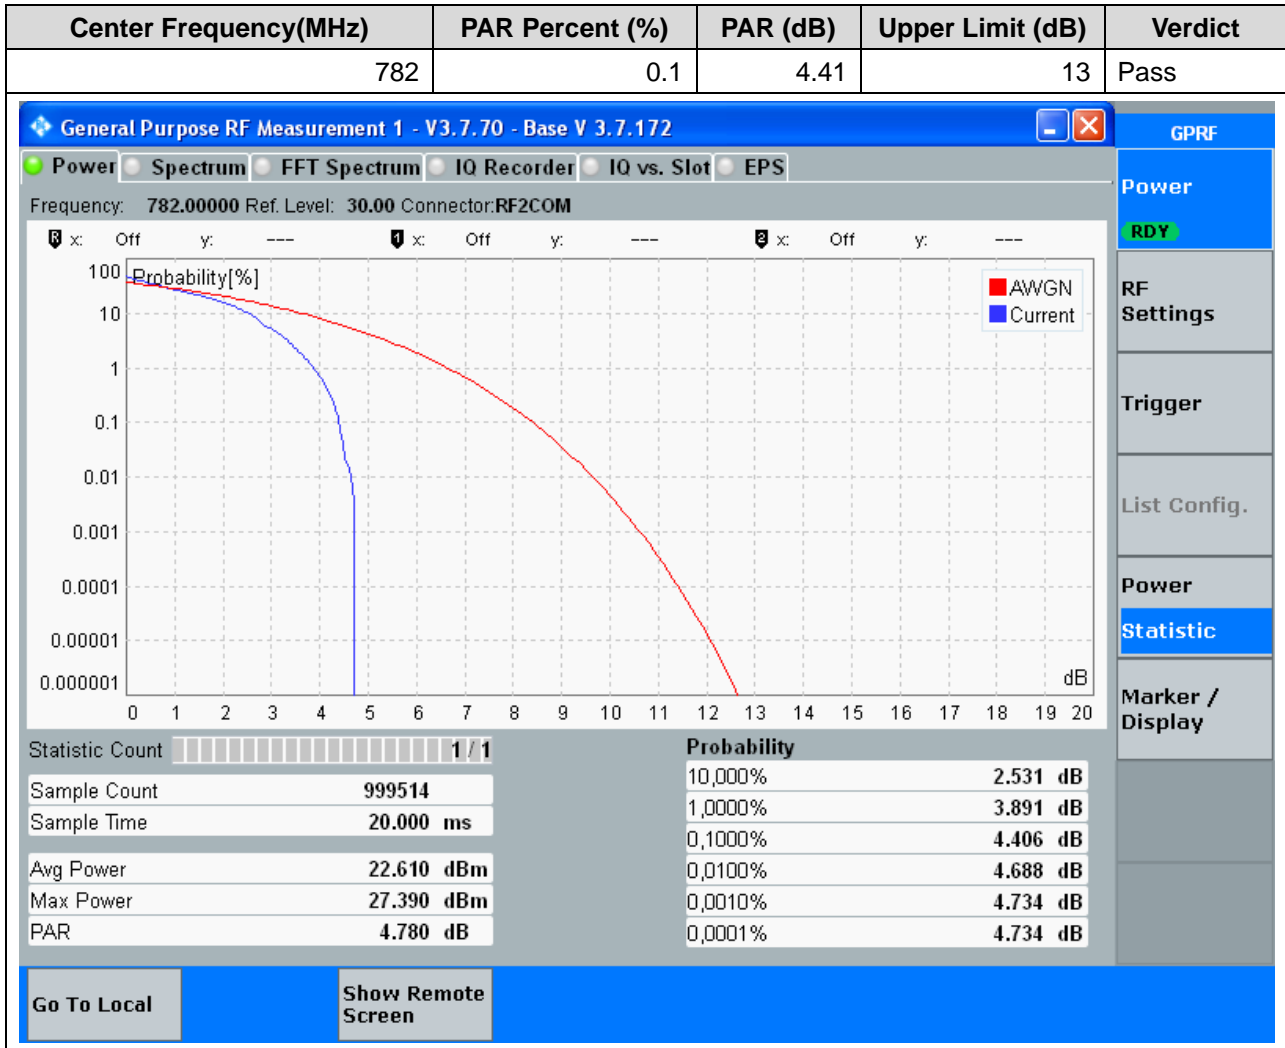 Center Frequency(MHz) PAR Percent (%) PAR (dB) Upper Limit (dB) Verdict
782 0.1 4.41 13 Pass
General Purpose RF Measurement 1 - V3.7.70 - Base V 3.7.172
GPRF
Power Spectrum FFT Spectrum IQ Recorder IQ vs. Slot EPS
Power
RDY
Frequency: 782.00000 Ref. Level: 30.00 Connector:RF2COM
R x: Off y: --- 1 x: Off y: --- 2 x: Off y: ---
Probability[%]
AWGN
Current
100
10
1
0.1
0.01
0.001
0.0001
0.00001
0.000001
dB
0 1 2 3 4 5 6 7 8 9 10 11 12 13 14 15 16 17 18 19 20
RF
Settings
Trigger
List Config.
Power
Statistic
Marker /
Display
Statistic Count 1 / 1
Sample Count 999514
Sample Time 20.000 ms
Avg Power 22.610 dBm
Max Power 27.390 dBm
PAR 4.780 dB
Probability
10,000% 2.531 dB
1,0000% 3.891 dB
0,1000% 4.406 dB
0,0100% 4.688 dB
0,0010% 4.734 dB
0,0001% 4.734 dB
Go To Local
Show Remote
Screen